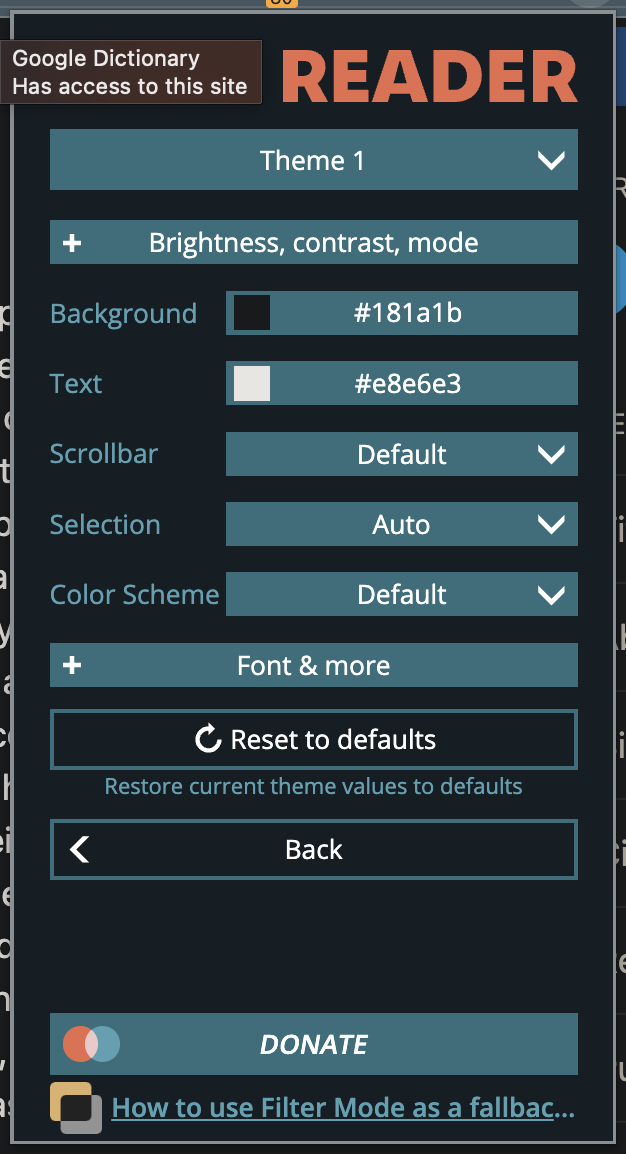 80
Google Dictionary
Has access to this site
READER
Theme 1
+ Brightness, contrast, mode
Background #181a1b
Text #e8e6e3
Scrollbar Default
Selection Auto
Color Scheme Default
+ Font & more
Reset to defaults
Restore current theme values to defaults
Back
DONATE
How to use Filter Mode as a fallbac...